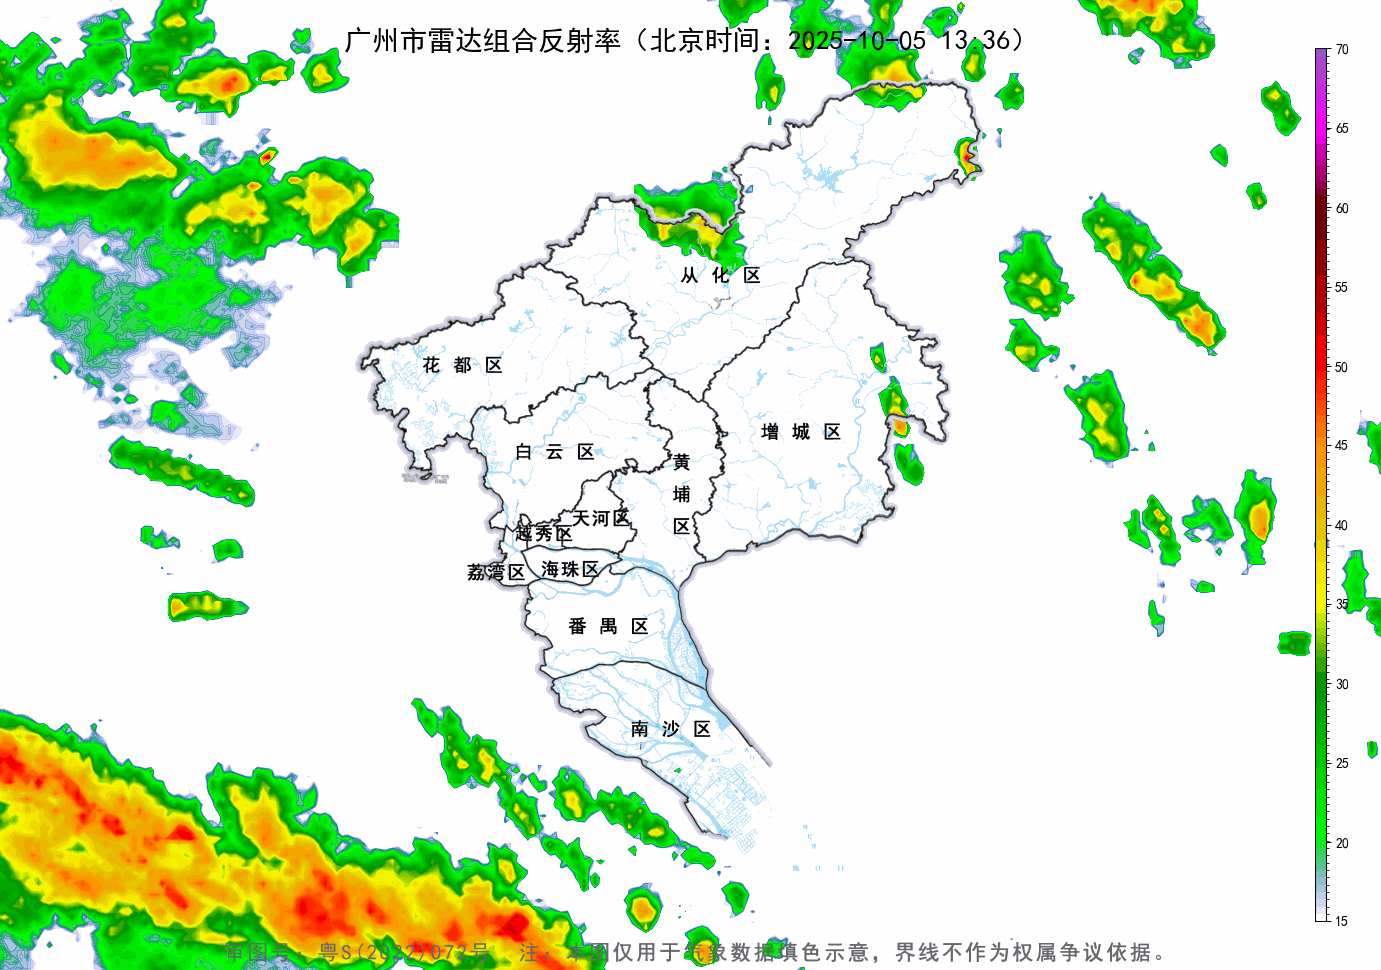 广州市雷达组合反射率（北京时间：2025-10-05 13:36）
70
65
60
55
50
45
40
35
30
25
20
15
从化区
花都区
增城区
白云区
黄埔区
天河区
越秀区
荔湾区
海珠区
番禺区
南沙区
审图号：粤S(2022)073号 注：本图仅用于气象数据填色示意，界线不作为权属争议依据。